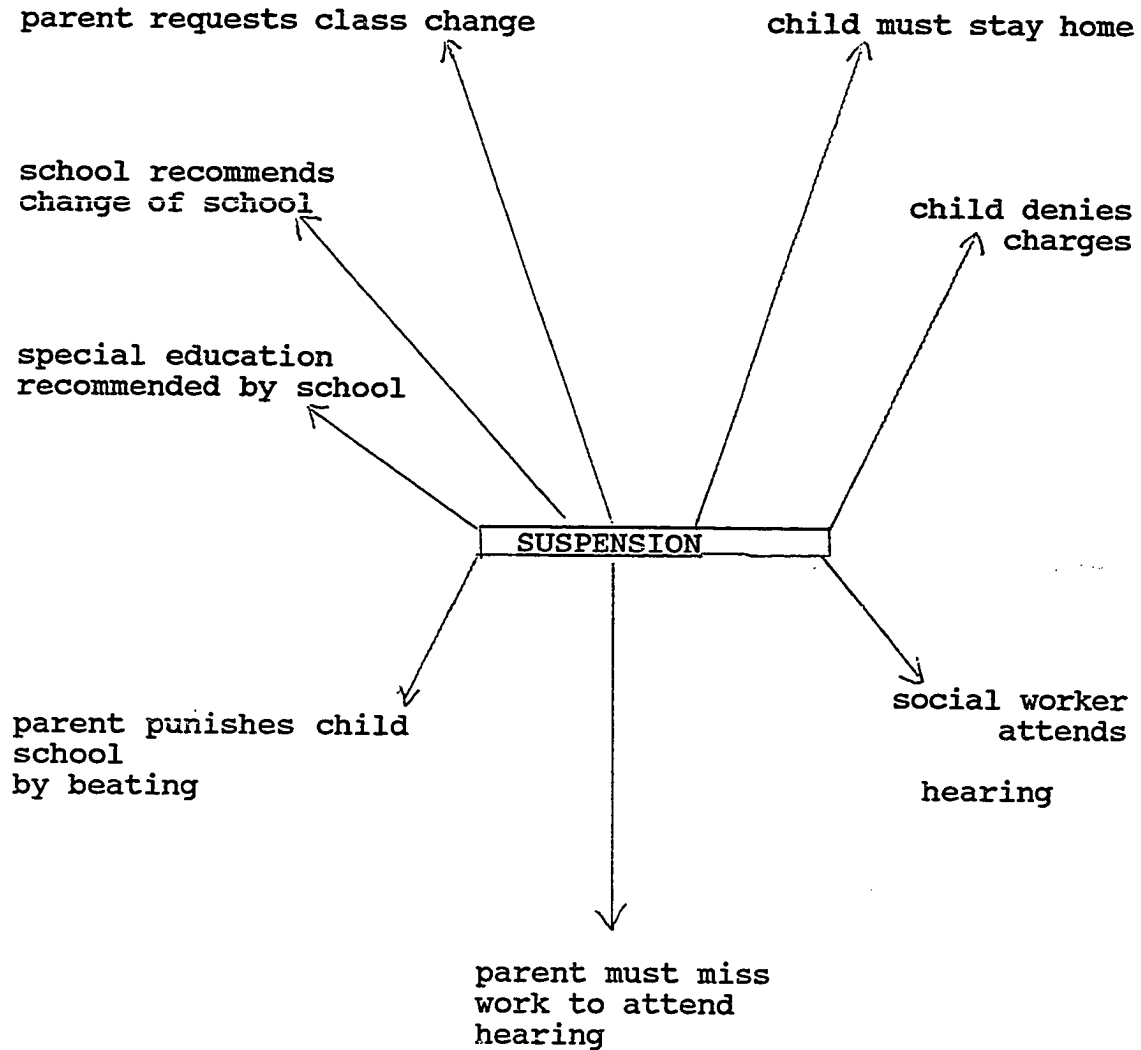 parent requests class change
child must stay home
school recommends
change of school
child denies
charges
special education
recommended by school
SUSPENSION
parent punishes child
school
by beating
social worker
attends
hearing
parent must miss
work to attend
hearing